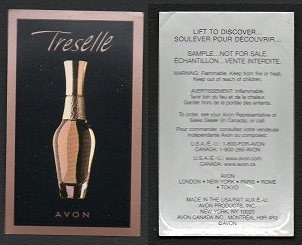 Treselle
AVON
LIFT TO DISCOVER...
SOULEVER POUR DÉCOUVRIR...
SAMPLE...NOT FOR SALE,
ÉCHANTILLON...VENTE INTERDITE.
WARNING: Flammable. Keep from fire or heat.
Keep out of reach of children.
AVERTISSEMENT: Inflammable.
Tenir loin du feu et de la chaleur.
Garder hors de la portée des enfants.
To order, see your Avon Representative or
Sales Dealer (in Canada), or call
Pour commander, consultez votre vendeuse
indépendante Avon ou composez:
U.S.A./É.-U.: 1-800-FOR-AVON
CANADA: 1-800-265-AVON
U.S.A./É.-U.: www.avon.com
CANADA: www.avon.ca
AVON
LONDON • NEW YORK • PARIS • ROME
• TOKYO
MADE IN THE USA/FAIT AUX É.-U.
AVON PRODUCTS, INC.,
NEW YORK, NY 10020
AVON CANADA INC., MONTRÉAL H9R 4R3
©AVON